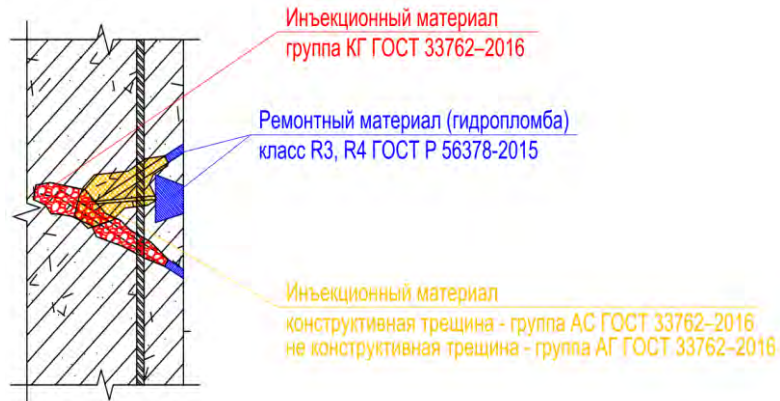 Инъекционный материал
группа КГ ГОСТ 33762–2016
Ремонтный материал (гидропломба)
класс R3, R4 ГОСТ Р 56378-2015
Инъекционный материал
конструктивная трещина - группа АС ГОСТ 33762–2016
не конструктивная трещина - группа АГ ГОСТ 33762–2016